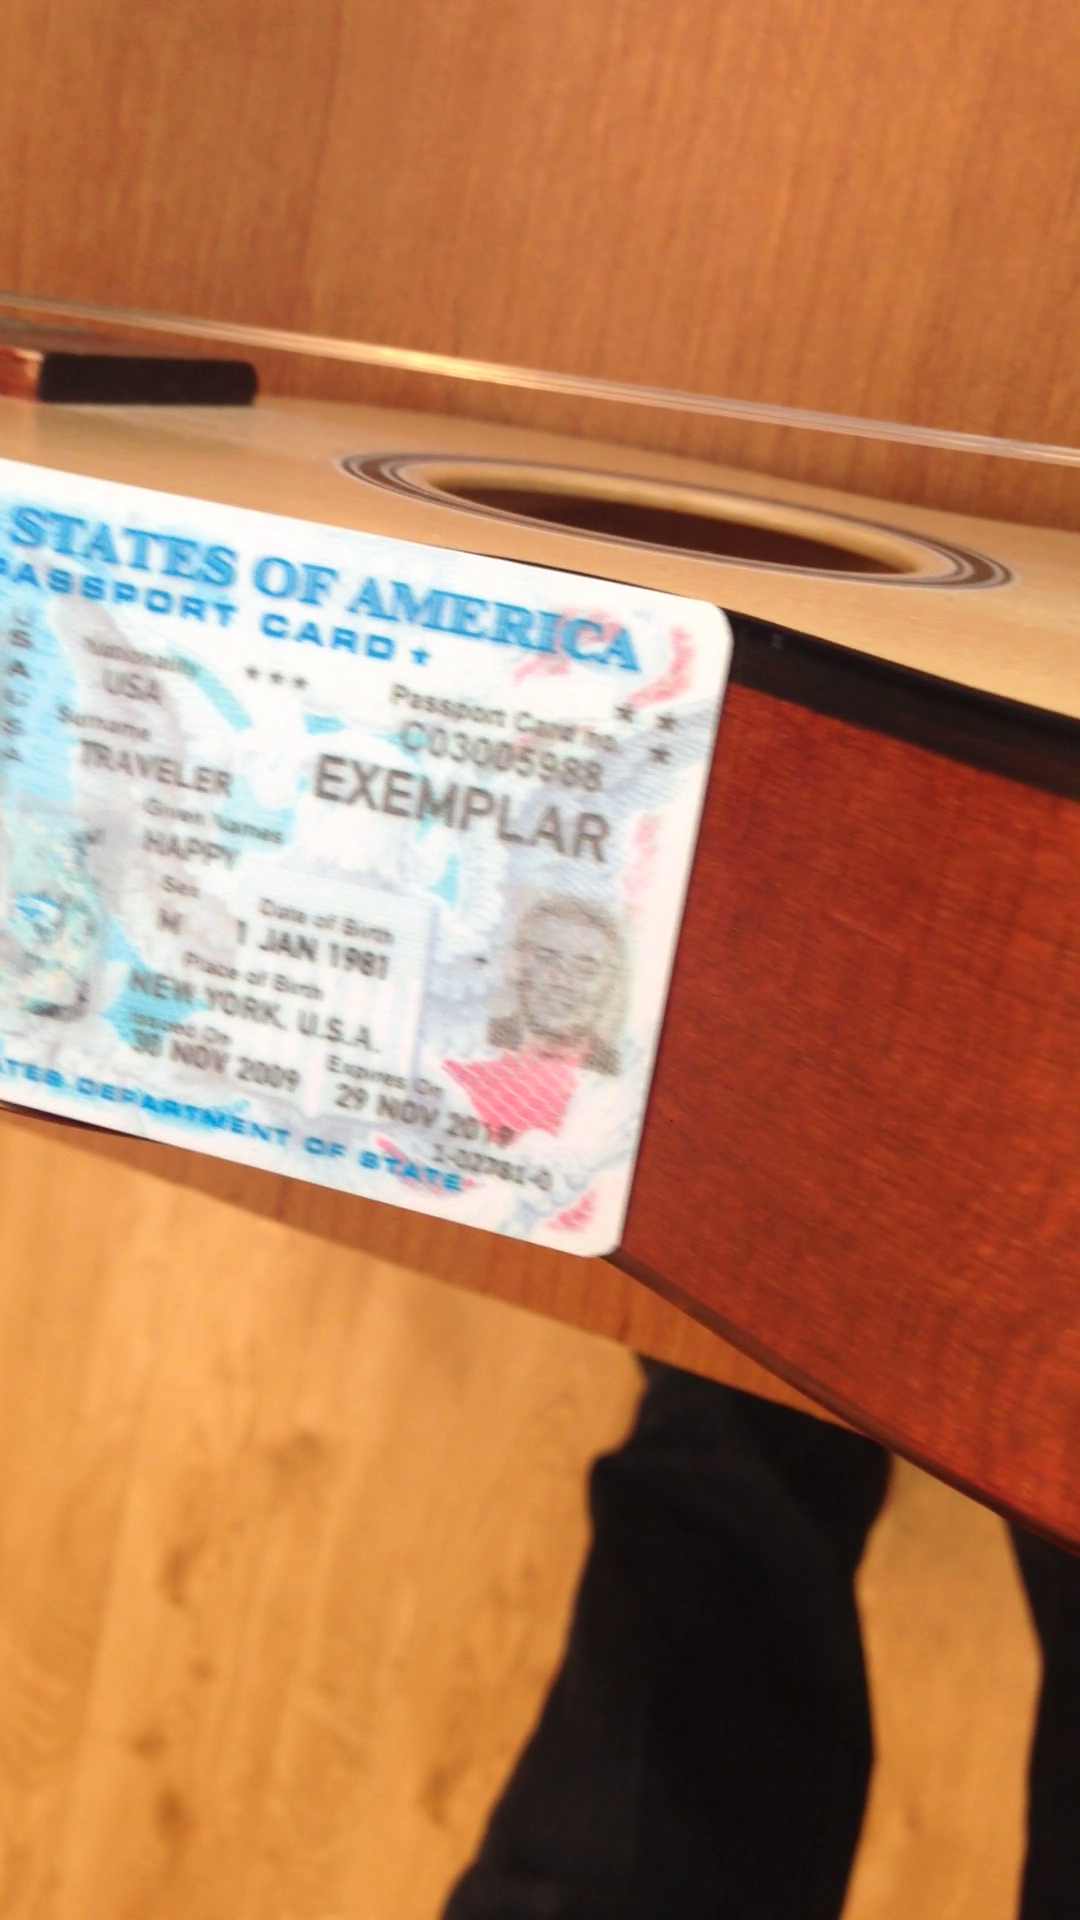 STATES OF AMERICA
PASSPORT CARD ★
USA
Nationality
USA
★★★
Passport Card no.
C03005988
Surname
TRAVELER
EXEMPLAR
Given Names
HAPPY
Sex
M
Date of Birth
1 JAN 1981
Place of Birth
NEW YORK, U.S.A.
Issued On
30 NOV 2009
Expires On
29 NOV 2019
1-02781-0
ATES DEPARTMENT OF STATE